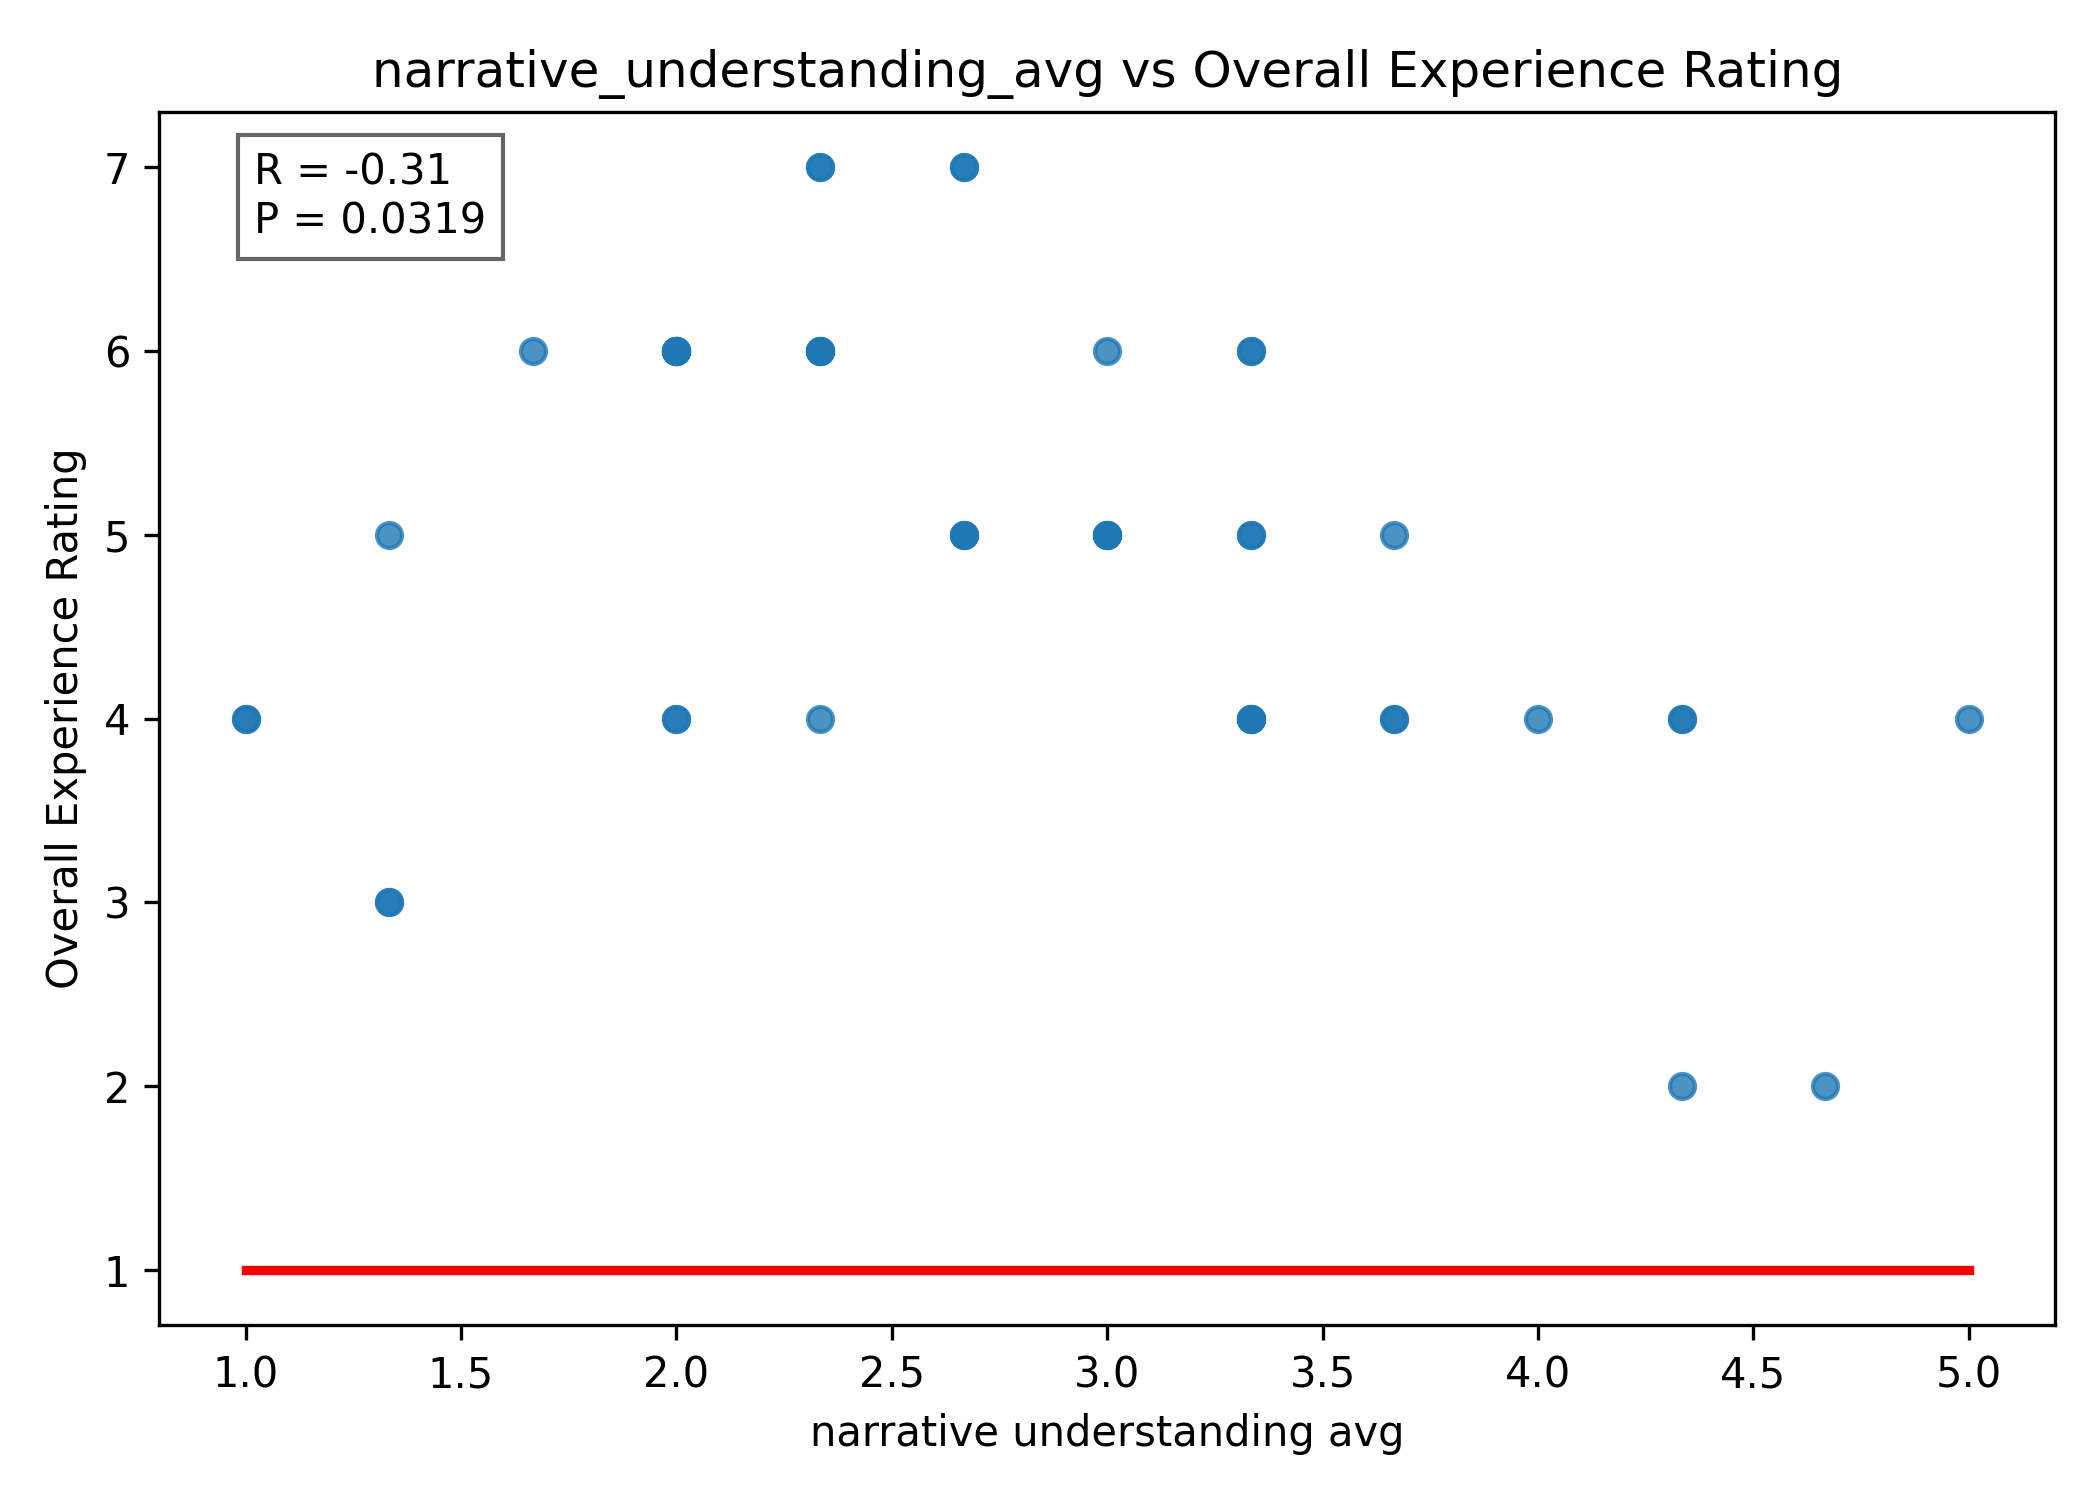 narrative_understanding_avg vs Overall Experience Rating
R = -0.31
P = 0.0319
Overall Experience Rating
7
6
5
4
3
2
1
1.0 1.5 2.0 2.5 3.0 3.5 4.0 4.5 5.0
narrative understanding avg